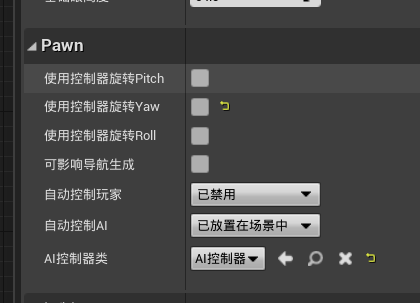 Pawn
使用控制器旋转Pitch
使用控制器旋转Yaw
使用控制器旋转Roll
可影响导航生成
自动控制玩家 已禁用
自动控制AI 已放置在场景中
AI控制器类 AI控制器